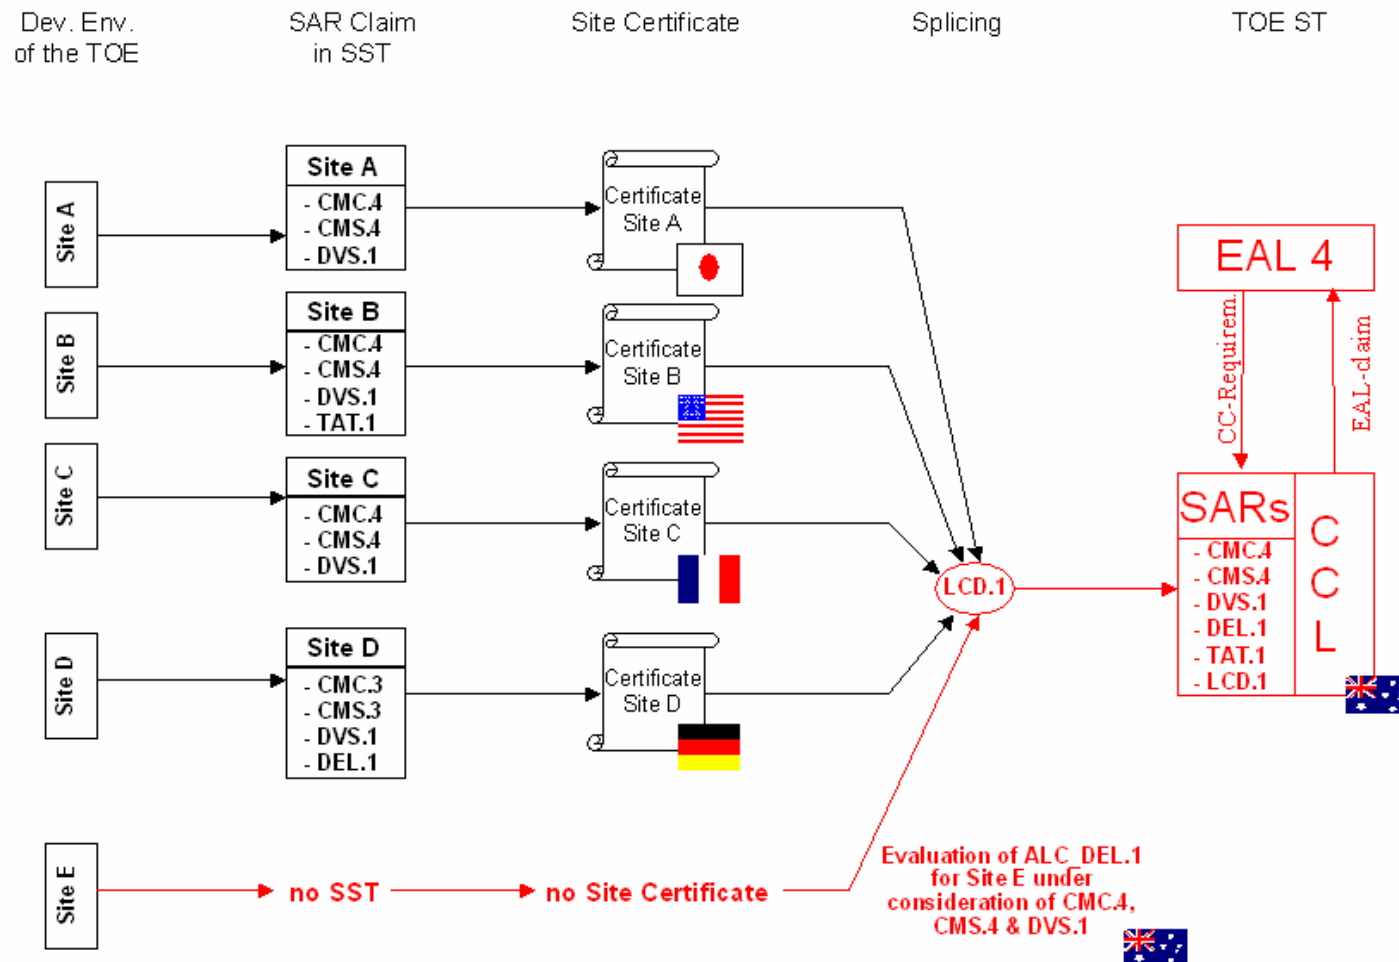 Dev. Env.
of the TOE
SAR Claim
in SST
Site Certificate
Splicing
TOE ST
Site A
Site A
- CMC.4
- CMS.4
- DVS.1
Certificate
Site A
Site B
Site B
- CMC.4
- CMS.4
- DVS.1
- TAT.1
Certificate
Site B
Site C
Site C
- CMC.4
- CMS.4
- DVS.1
Certificate
Site C
Site D
Site D
- CMC.3
- CMS.3
- DVS.1
- DEL.1
Certificate
Site D
Site E
no SST
no Site Certificate
LCD.1
Evaluation of ALC_DEL.1
for Site E under
consideration of CMC.4,
CMS.4 & DVS.1
EAL 4
CC-Requirem.
EAL-claim
SARs
- CMC.4
- CMS.4
- DVS.1
- DEL.1
- TAT.1
- LCD.1
C
C
L